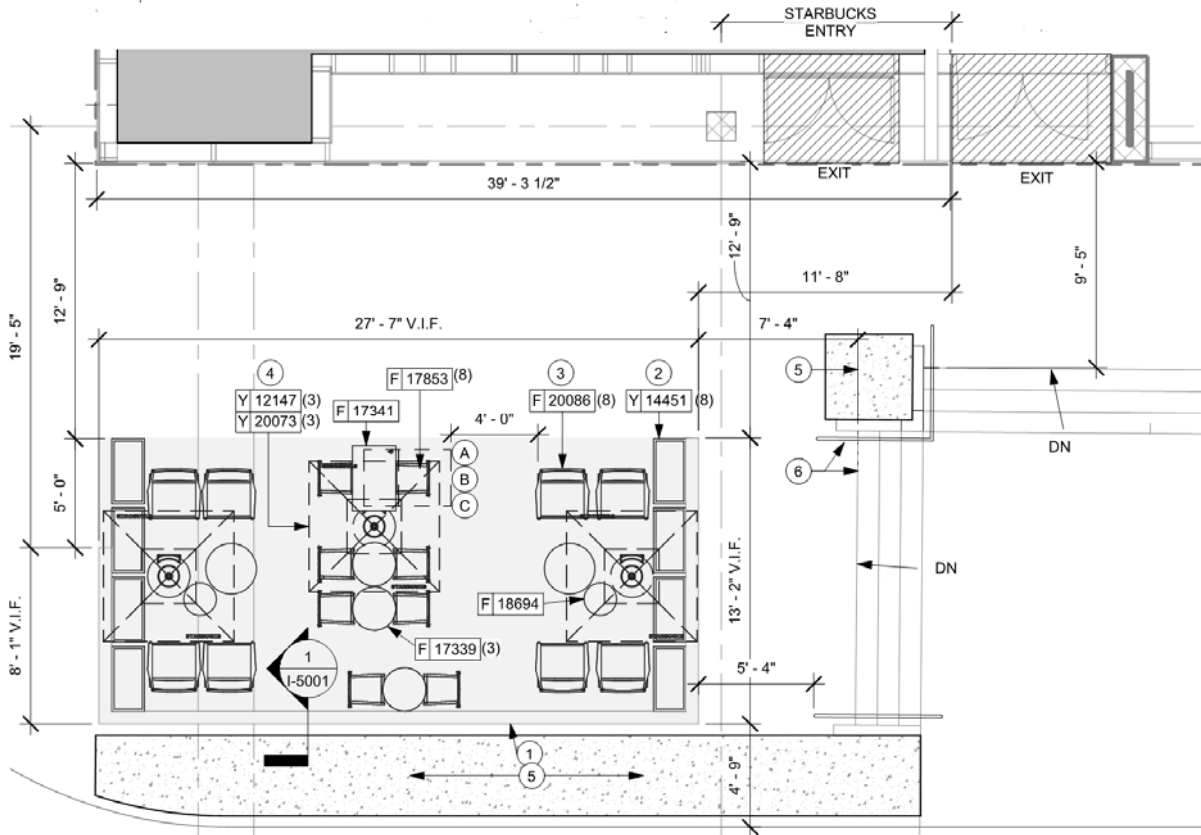 STARBUCKS
ENTRY
EXIT
EXIT
39' - 3 1/2"
12' - 9"
11' - 8"
9' - 5"
19' - 5"
12' - 9"
27' - 7" V.I.F.
7' - 4"
4
F 17853 (8)
3
2
5
Y 12147 (3)
Y 20073 (3)
F 17341
F 20086 (8)
Y 14451 (8)
4' - 0"
DN
A
B
C
6
5' - 0"
DN
F 18694
13' - 2" V.I.F.
8' - 1" V.I.F.
F 17339 (3)
1
I-5001
5' - 4"
1
5
4' - 9"